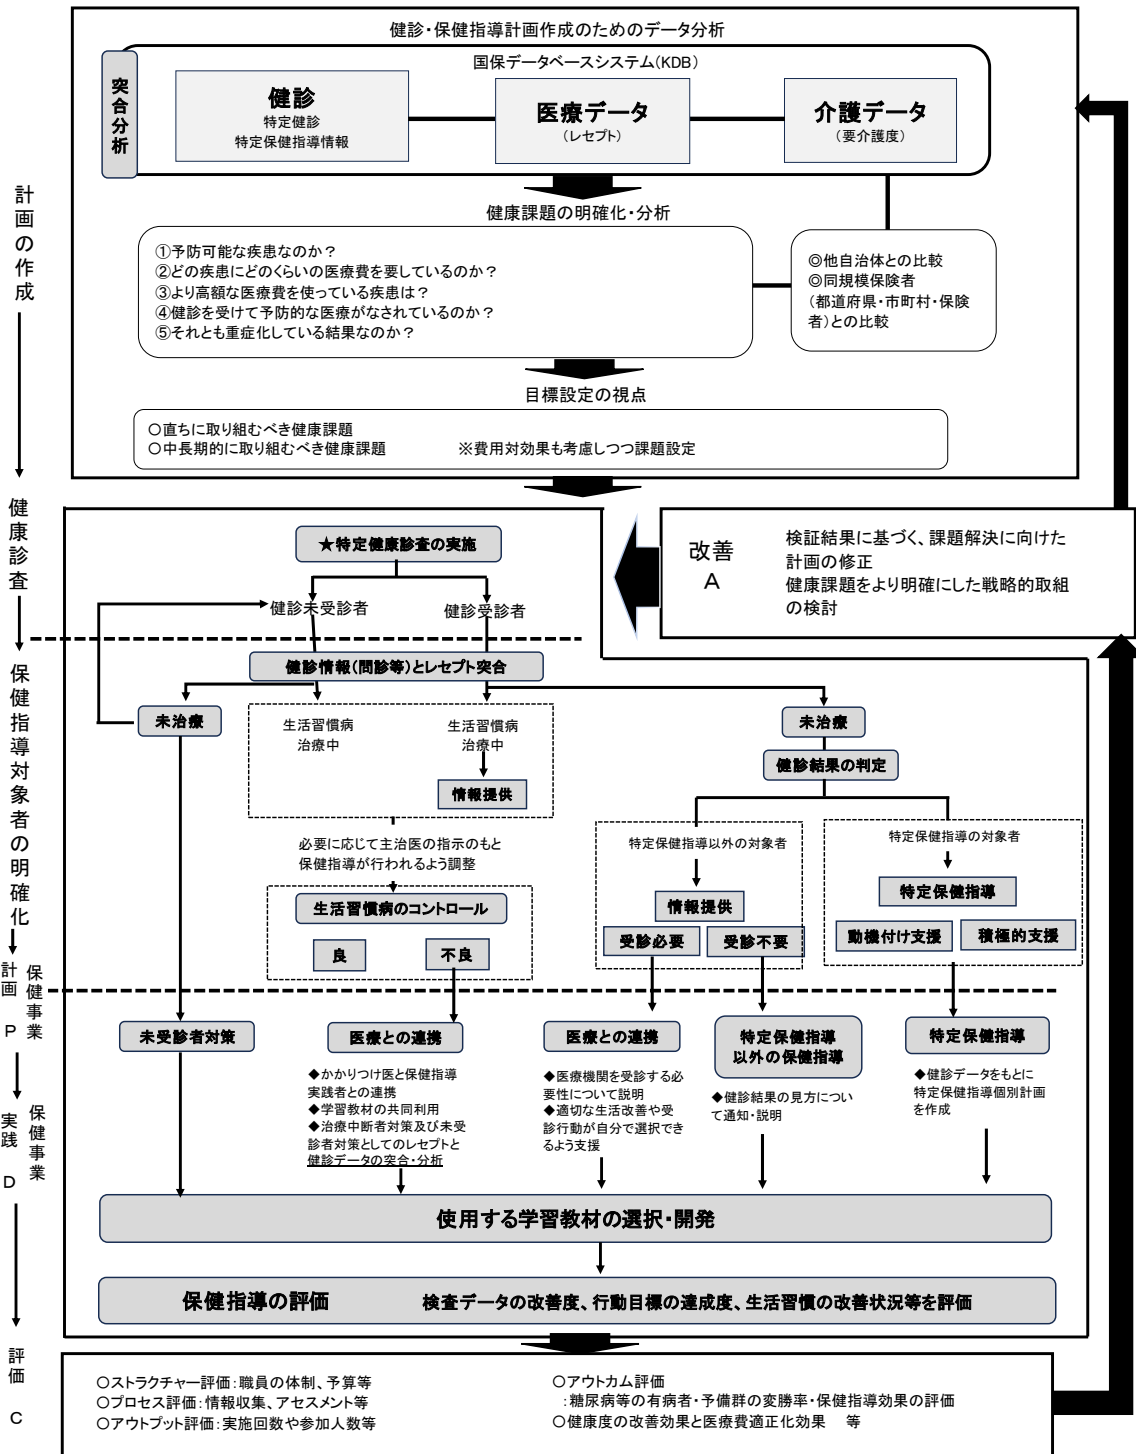 健診・保健指導計画作成のためのデータ分析
国保データベースシステム(KDB)
突合分析
健診
特定健診
特定保健指導情報
医療データ
(レセプト)
介護データ
(要介護度)
健康課題の明確化・分析
①予防可能な疾患なのか?
②どの疾患にどのくらいの医療費を要しているのか?
③より高額な医療費を使っている疾患は?
④健診を受けて予防的な医療がなされているのか?
⑤それとも重症化している結果なのか?
◎他自治体との比較
◎同規模保険者
(都道府県・市町村・保険
者)との比較
目標設定の視点
○直ちに取り組むべき健康課題
○中長期的に取り組むべき健康課題 ※費用対効果も考慮しつつ課題設定
計画の作成
健康診査
保健指導対象者の明確化
保健事業
計画 P
保健事業
実践 D
評価 C
改善
A
検証結果に基づく、課題解決に向けた
計画の修正
健康課題をより明確にした戦略的取組
の検討
★特定健康診査の実施
健診未受診者
健診受診者
健診情報(問診等)とレセプト突合
未治療
生活習慣病
治療中
生活習慣病
治療中
情報提供
未治療
健診結果の判定
必要に応じて主治医の指示のもと
保健指導が行われるよう調整
生活習慣病のコントロール
良
不良
特定保健指導以外の対象者
情報提供
受診必要
受診不要
特定保健指導の対象者
特定保健指導
動機付け支援
積極的支援
未受診者対策
医療との連携
◆かかりつけ医と保健指導
実践者との連携
◆学習教材の共同利用
◆治療中断者対策及び未受
診者対策としてのレセプトと
健診データの突合・分析
医療との連携
◆医療機関を受診する必
要性について説明
◆適切な生活改善や受
診行動が自分で選択でき
るよう支援
特定保健指導
以外の保健指導
◆健診結果の見方につい
て通知・説明
特定保健指導
◆健診データをもとに
特定保健指導個別計画
を作成
使用する学習教材の選択・開発
保健指導の評価 検査データの改善度、行動目標の達成度、生活習慣の改善状況等を評価
○ストラクチャー評価:職員の体制、予算等
○プロセス評価:情報収集、アセスメント等
○アウトプット評価:実施回数や参加人数等
○アウトカム評価
:糖尿病等の有病者・予備群の変勝率・保健指導効果の評価
○健康度の改善効果と医療費適正化効果 等